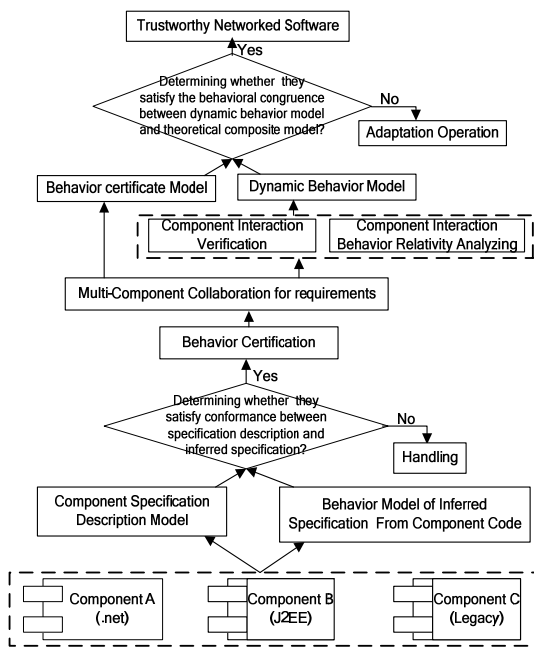 Trustworthy Networked Software
Yes
Determining whether they
satisfy the behavioral congruence
between dynamic behavior model
and theoretical composite model?
No
Adaptation Operation
Behavior certificate Model
Dynamic Behavior Model
Component Interaction
Verification
Component Interaction
Behavior Relativity Analyzing
Multi-Component Collaboration for requirements
Behavior Certification
Yes
Determining whether they
satisfy conformance between
specification description and
inferred specification?
No
Handling
Component Specification
Description Model
Behavior Model of Inferred
Specification From Component Code
Component A
(.net)
Component B
(J2EE)
Component C
(Legacy)